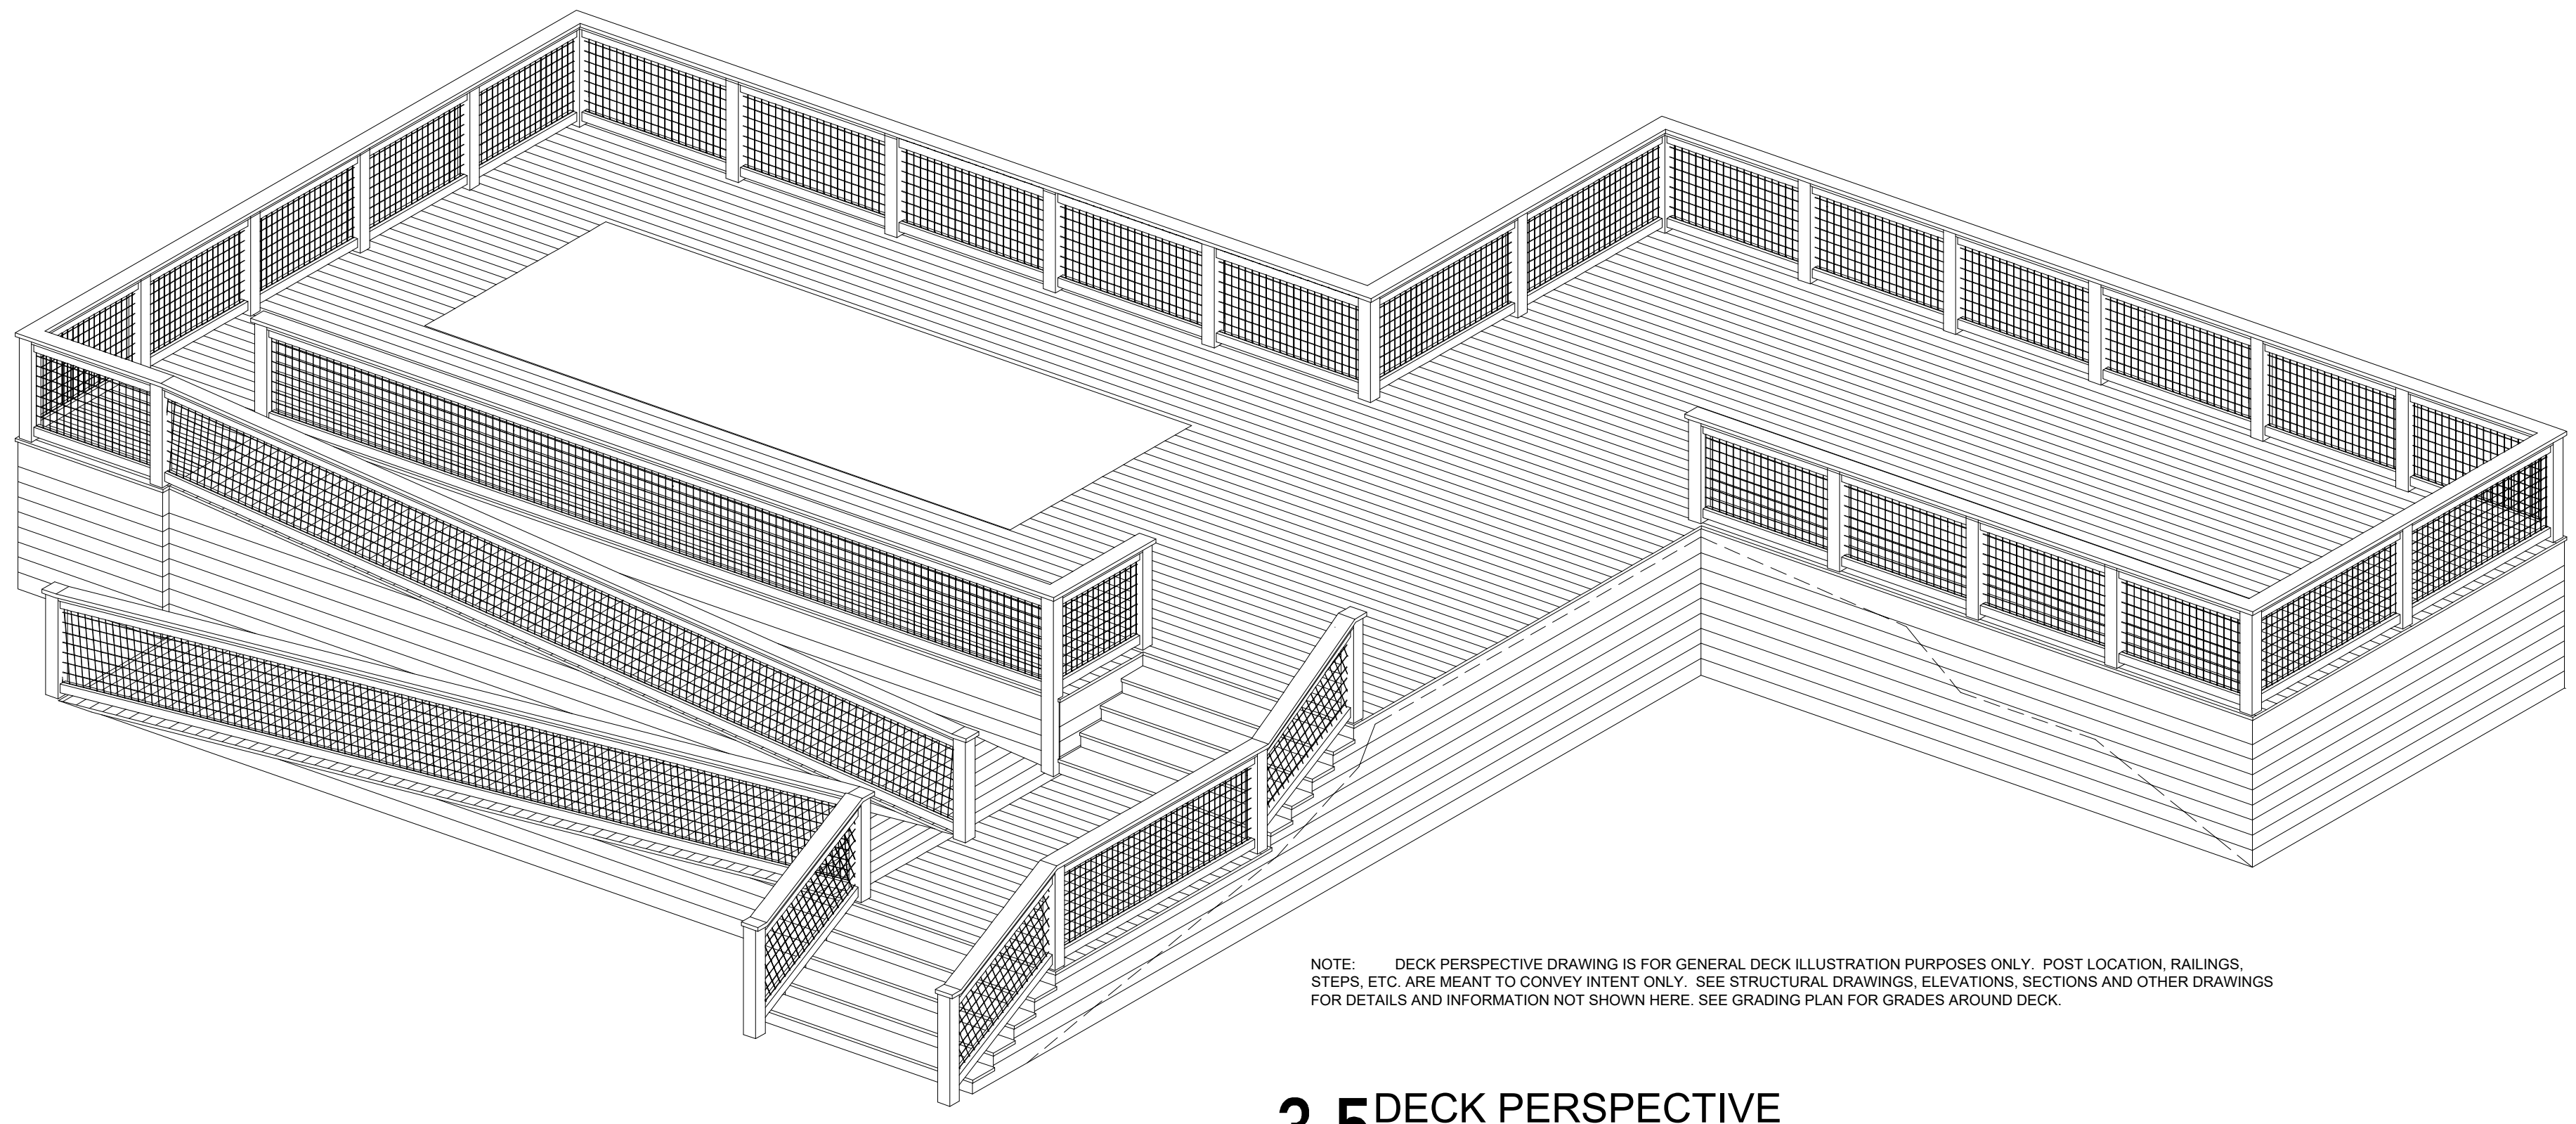 NOTE: DECK PERSPECTIVE DRAWING IS FOR GENERAL DECK ILLUSTRATION PURPOSES ONLY. POST LOCATION, RAILINGS,
STEPS, ETC. ARE MEANT TO CONVEY INTENT ONLY. SEE STRUCTURAL DRAWINGS, ELEVATIONS, SECTIONS AND OTHER DRAWINGS
FOR DETAILS AND INFORMATION NOT SHOWN HERE. SEE GRADING PLAN FOR GRADES AROUND DECK.
DECK PERSPECTIVE